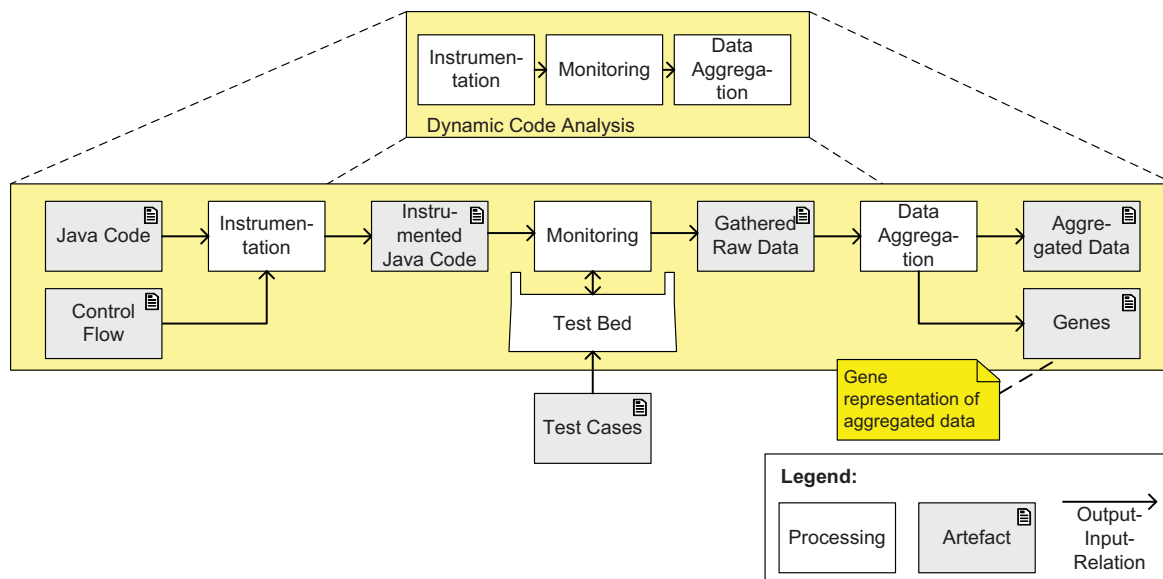 Instrumen-
tation
Monitoring
Data
Aggrega-
tion
Dynamic Code Analysis
Java Code
Instrumen-
tation
Instru-
mented
Java Code
Monitoring
Gathered
Raw Data
Data
Aggrega-
tion
Aggre-
gated Data
Control
Flow
Test Bed
Genes
Test Cases
Gene
representation of
aggregated data
Legend:
Processing
Artefact
Output-
Input-
Relation